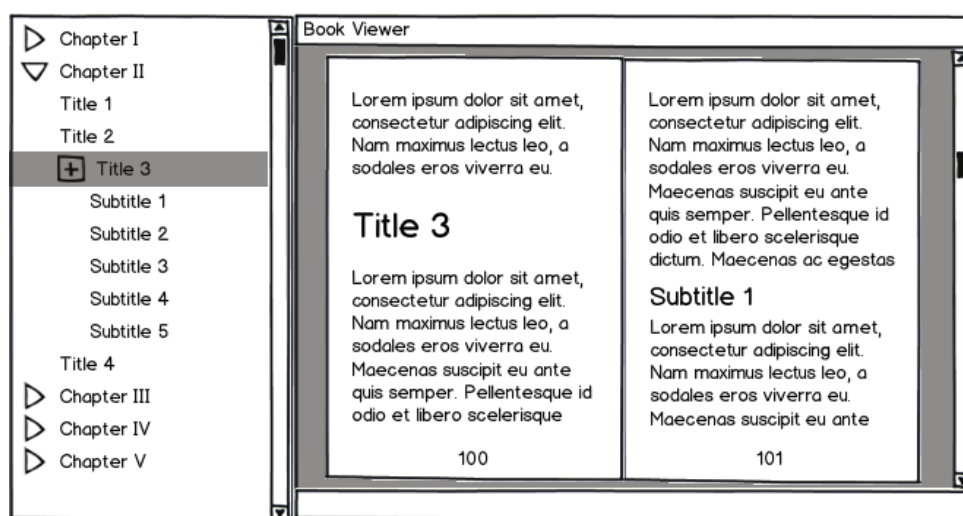 Chapter I
Chapter II
Title 1
Title 2
Title 3
Subtitle 1
Subtitle 2
Subtitle 3
Subtitle 4
Subtitle 5
Title 4
Chapter III
Chapter IV
Chapter V
Book Viewer
Lorem ipsum dolor sit amet,
consectetur adipiscing elit.
Nam maximus lectus leo, a
sodales eros viverra eu.
Title 3
Lorem ipsum dolor sit amet,
consectetur adipiscing elit.
Nam maximus lectus leo, a
sodales eros viverra eu.
Maecenas suscipit eu ante
quis semper. Pellentesque id
odio et libero scelerisque
100
Lorem ipsum dolor sit amet,
consectetur adipiscing elit.
Nam maximus lectus leo, a
sodales eros viverra eu.
Maecenas suscipit eu ante
quis semper. Pellentesque id
odio et libero scelerisque
dictum. Maecenas ac egestas
Subtitle 1
Lorem ipsum dolor sit amet,
consectetur adipiscing elit.
Nam maximus lectus leo, a
sodales eros viverra eu.
Maecenas suscipit eu ante
101